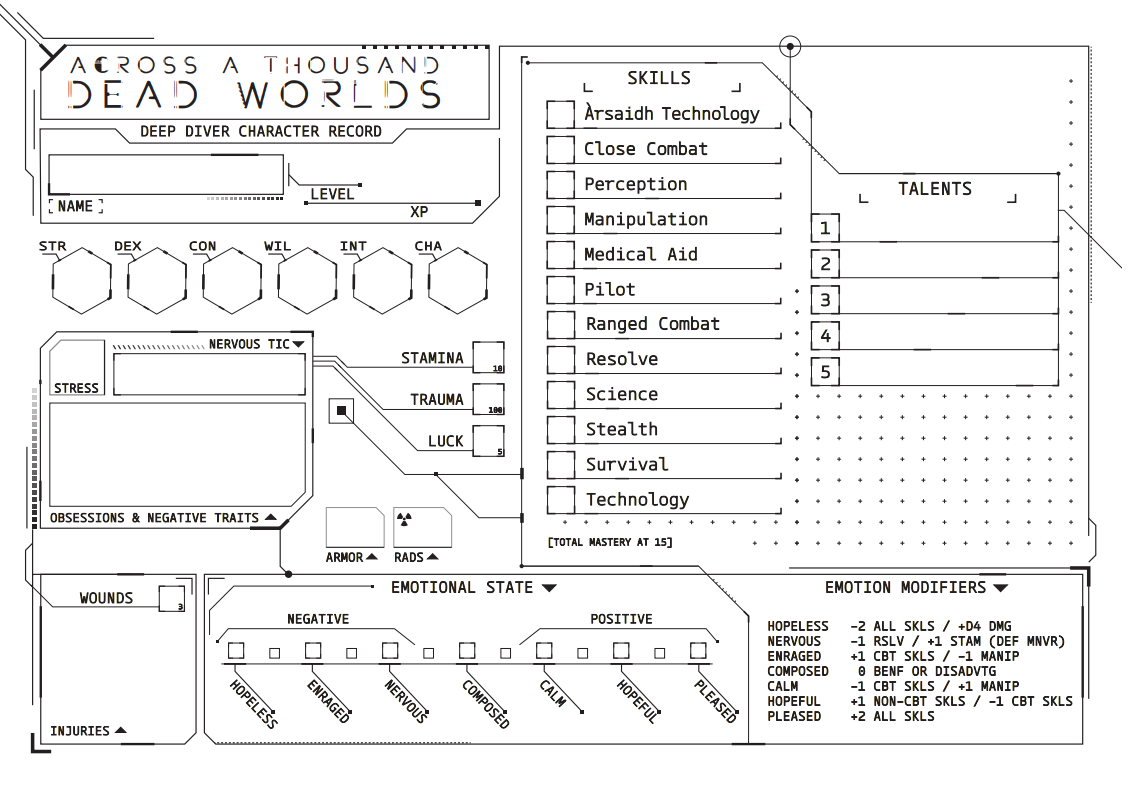 ACROSS A THOUSAND
DEAD WORLDS
DEEP DIVER CHARACTER RECORD
NAME
LEVEL
XP
STR DEX CON WIL INT CHA
STRESS
NERVOUS TIC
OBSESSIONS & NEGATIVE TRAITS
STAMINA
10
TRAUMA
100
LUCK
5
ARMOR
RADS
SKILLS
Àrsaidh Technology
Close Combat
Perception
Manipulation
Medical Aid
Pilot
Ranged Combat
Resolve
Science
Stealth
Survival
Technology
[TOTAL MASTERY AT 15]
TALENTS
1
2
3
4
5
WOUNDS
3
INJURIES
EMOTIONAL STATE
NEGATIVE
POSITIVE
HOPELESS
ENRAGED
NERVOUS
COMPOSED
CALM
HOPEFUL
PLEASED
EMOTION MODIFIERS
HOPELESS -2 ALL SKLS / +D4 DMG
NERVOUS -1 RSLV / +1 STAM (DEF MNVR)
ENRAGED +1 CBT SKLS / -1 MANIP
COMPOSED 0 BENF OR DISADVTG
CALM -1 CBT SKLS / +1 MANIP
HOPEFUL +1 NON-CBT SKLS / -1 CBT SKLS
PLEASED +2 ALL SKLS